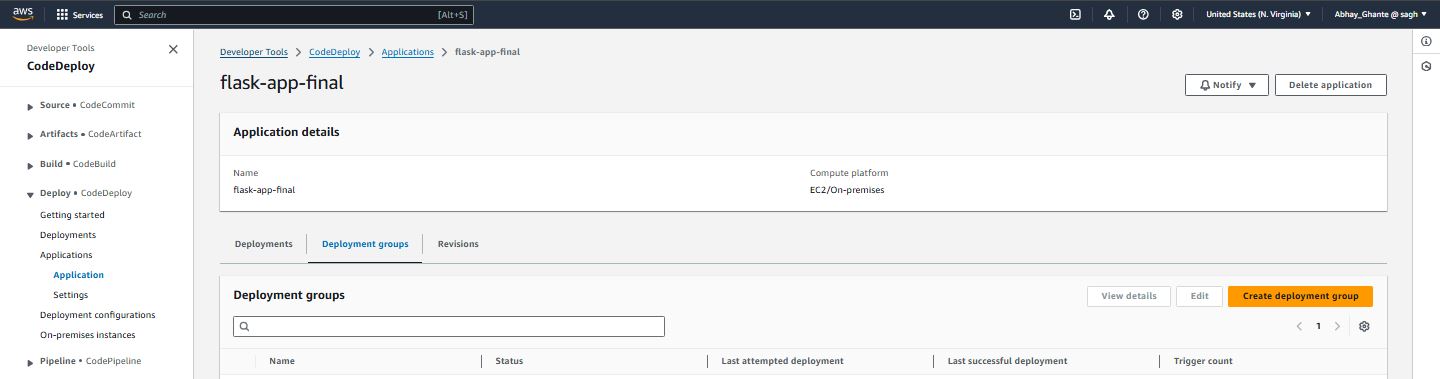 aws Services Search [Alt+S] United States (N. Virginia) Abhay_Ghante @ sagh
Developer Tools
CodeDeploy
Source • CodeCommit
Artifacts • CodeArtifact
Build • CodeBuild
Deploy • CodeDeploy
Getting started
Deployments
Applications
Application
Settings
Deployment configurations
On-premises instances
Pipeline • CodePipeline
Developer Tools > CodeDeploy > Applications > flask-app-final
flask-app-final
Notify Delete application
Application details
Name
flask-app-final
Compute platform
EC2/On-premises
Deployments Deployment groups Revisions
Deployment groups
View details Edit Create deployment group
1
Name Status Last attempted deployment Last successful deployment Trigger count